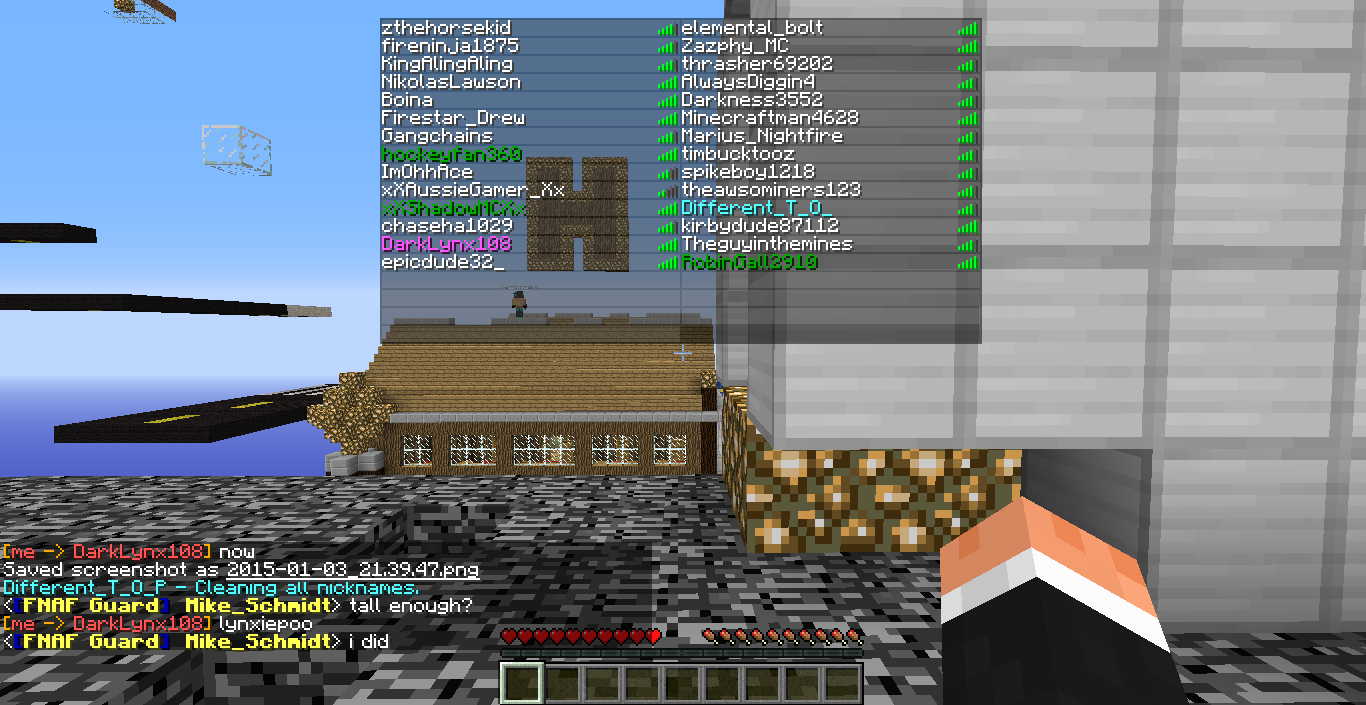 zthehorsekid elemental_bolt
fireninja1875 Zazphy_MC
KingAlingAling thrasher69202
NikolasLawson AlwaysDiggin4
Boina Darkness3552
Firestar_Drew Minecraftman4628
Gangchains Marius_Nightfire
hockeyfan360 timbucktooz
ImOhhAce spikeboy1218
xXAussieGamer_Xx theawsominers123
xXShadowMCXx Different_T_O_
chaseha1029 kirbydude87112
DarkLynx108 Theguyinthemines
epicdude32_ RobinGall2910
H
[me -> DarkLynx108] now
Saved screenshot as 2015-01-03_21.39.47.png
Different_T_O_P - Cleaning all nicknames.
<[FNAF Guard] Mike_Schmidt> tall enough?
[me -> DarkLynx108] lynxiepoo
<[FNAF Guard] Mike_Schmidt> i did